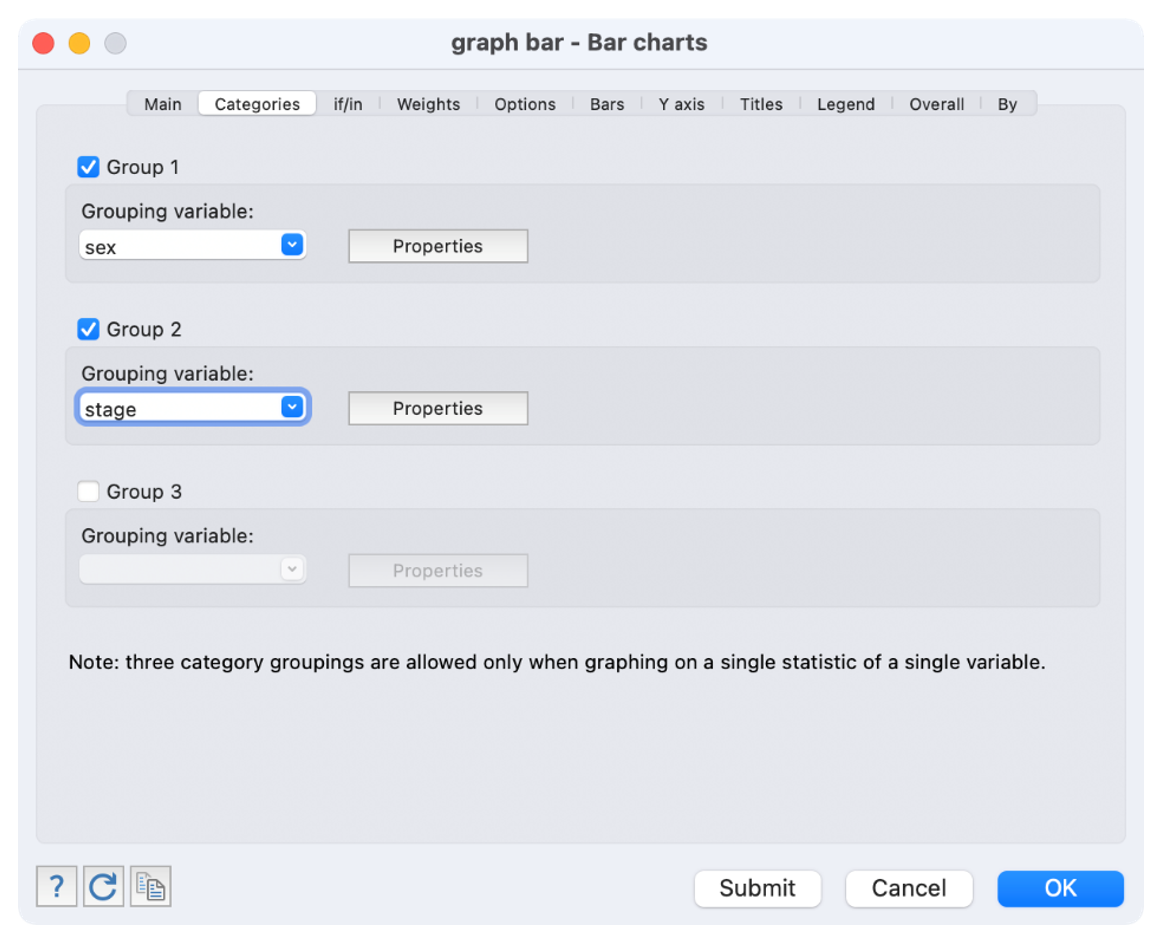 graph bar - Bar charts
Main Categories if/in Weights Options Bars Y axis Titles Legend Overall By
Group 1
Grouping variable:
sex Properties
Group 2
Grouping variable:
stage Properties
Group 3
Grouping variable:
Properties
Note: three category groupings are allowed only when graphing on a single statistic of a single variable.
? Submit Cancel OK